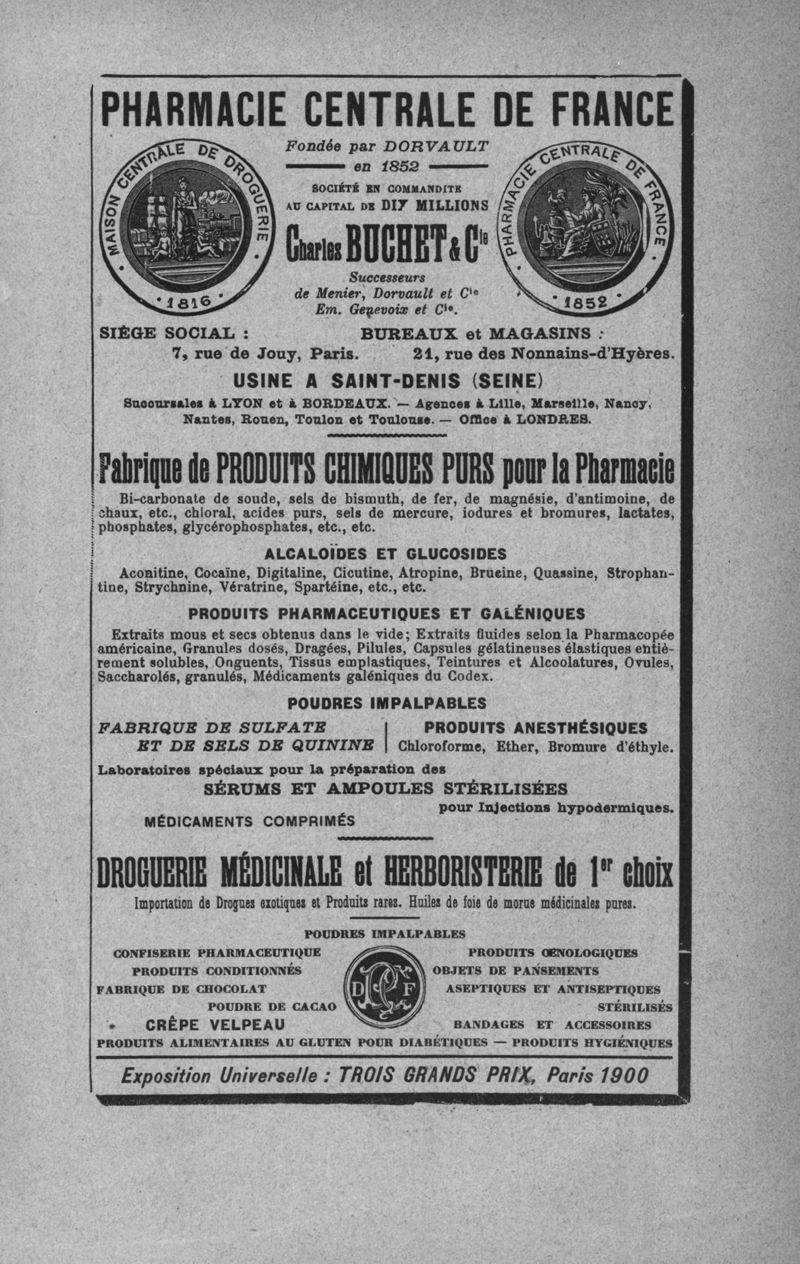 PHARMACIE CENTRALE DE FRANCE
MAISON CENTRALE DE DROGUERIE
• 1816 •
Fondée par DORVAULT
en 1852
SOCIÉTÉ EN COMMANDITE
AU CAPITAL DE DIX MILLIONS
Charles BUCHET & Cie
Successeurs
de Menier, Dorvault et Cie
Em. Genevoix et Cie.
PHARMACIE CENTRALE DE FRANCE
• 1852 •
SIÈGE SOCIAL :
7, rue de Jouy, Paris.
BUREAUX et MAGASINS :
21, rue des Nonnains-d'Hyères.
USINE A SAINT-DENIS (SEINE)
Succursales à LYON et à BORDEAUX. — Agences à Lille, Marseille, Nancy,
Nantes, Rouen, Toulon et Toulouse. — Office à LONDRES.
Fabrique de PRODUITS CHIMIQUES PURS pour la Pharmacie
Bi-carbonate de soude, sels de bismuth, de fer, de magnésie, d'antimoine, de
chaux, etc., chloral, acides purs, sels de mercure, iodures et bromures, lactates,
phosphates, glycérophosphates, etc., etc.
ALCALOÏDES ET GLUCOSIDES
Aconitine, Cocaïne, Digitaline, Cicutine, Atropine, Brucine, Quassine, Strophan-
tine, Strychnine, Vératrine, Spartéine, etc., etc.
PRODUITS PHARMACEUTIQUES ET GALÉNIQUES
Extraits mous et secs obtenus dans le vide; Extraits fluides selon la Pharmacopée
américaine, Granules dosés, Dragées, Pilules, Capsules gélatineuses élastiques entiè-
rement solubles, Onguents, Tissus emplastiques, Teintures et Alcoolatures, Ovules,
Saccharolés, granulés, Médicaments galéniques du Codex.
POUDRES IMPALPABLES
FABRIQUE DE SULFATE
ET DE SELS DE QUININE
PRODUITS ANESTHÉSIQUES
Chloroforme, Ether, Bromure d'éthyle.
Laboratoires spéciaux pour la préparation des
SÉRUMS ET AMPOULES STÉRILISÉES
pour Injections hypodermiques.
MÉDICAMENTS COMPRIMÉS
DROGUERIE MÉDICINALE et HERBORISTERIE de 1er choix
Importation de Drogues exotiques et Produits rares. Huiles de foie de morue médicinales pures.
POUDRES IMPALPABLES
CONFISERIE PHARMACEUTIQUE
PRODUITS CONDITIONNÉS
FABRIQUE DE CHOCOLAT
POUDRE DE CACAO
CRÊPE VELPEAU
D P C F
PRODUITS ŒNOLOGIQUES
OBJETS DE PANSEMENTS
ASEPTIQUES ET ANTISEPTIQUES
STÉRILISÉS
BANDAGES ET ACCESSOIRES
PRODUITS ALIMENTAIRES AU GLUTEN POUR DIABÉTIQUES — PRODUITS HYGIÉNIQUES
Exposition Universelle : TROIS GRANDS PRIX, Paris 1900